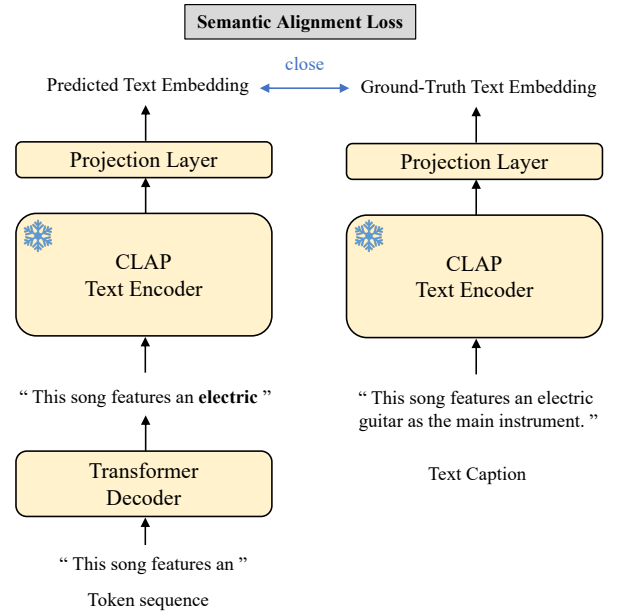 Semantic Alignment Loss
close
Predicted Text Embedding
Ground-Truth Text Embedding
Projection Layer
Projection Layer
CLAP
Text Encoder
CLAP
Text Encoder
“ This song features an electric ”
“ This song features an electric
guitar as the main instrument. ”
Transformer
Decoder
Text Caption
“ This song features an ”
Token sequence